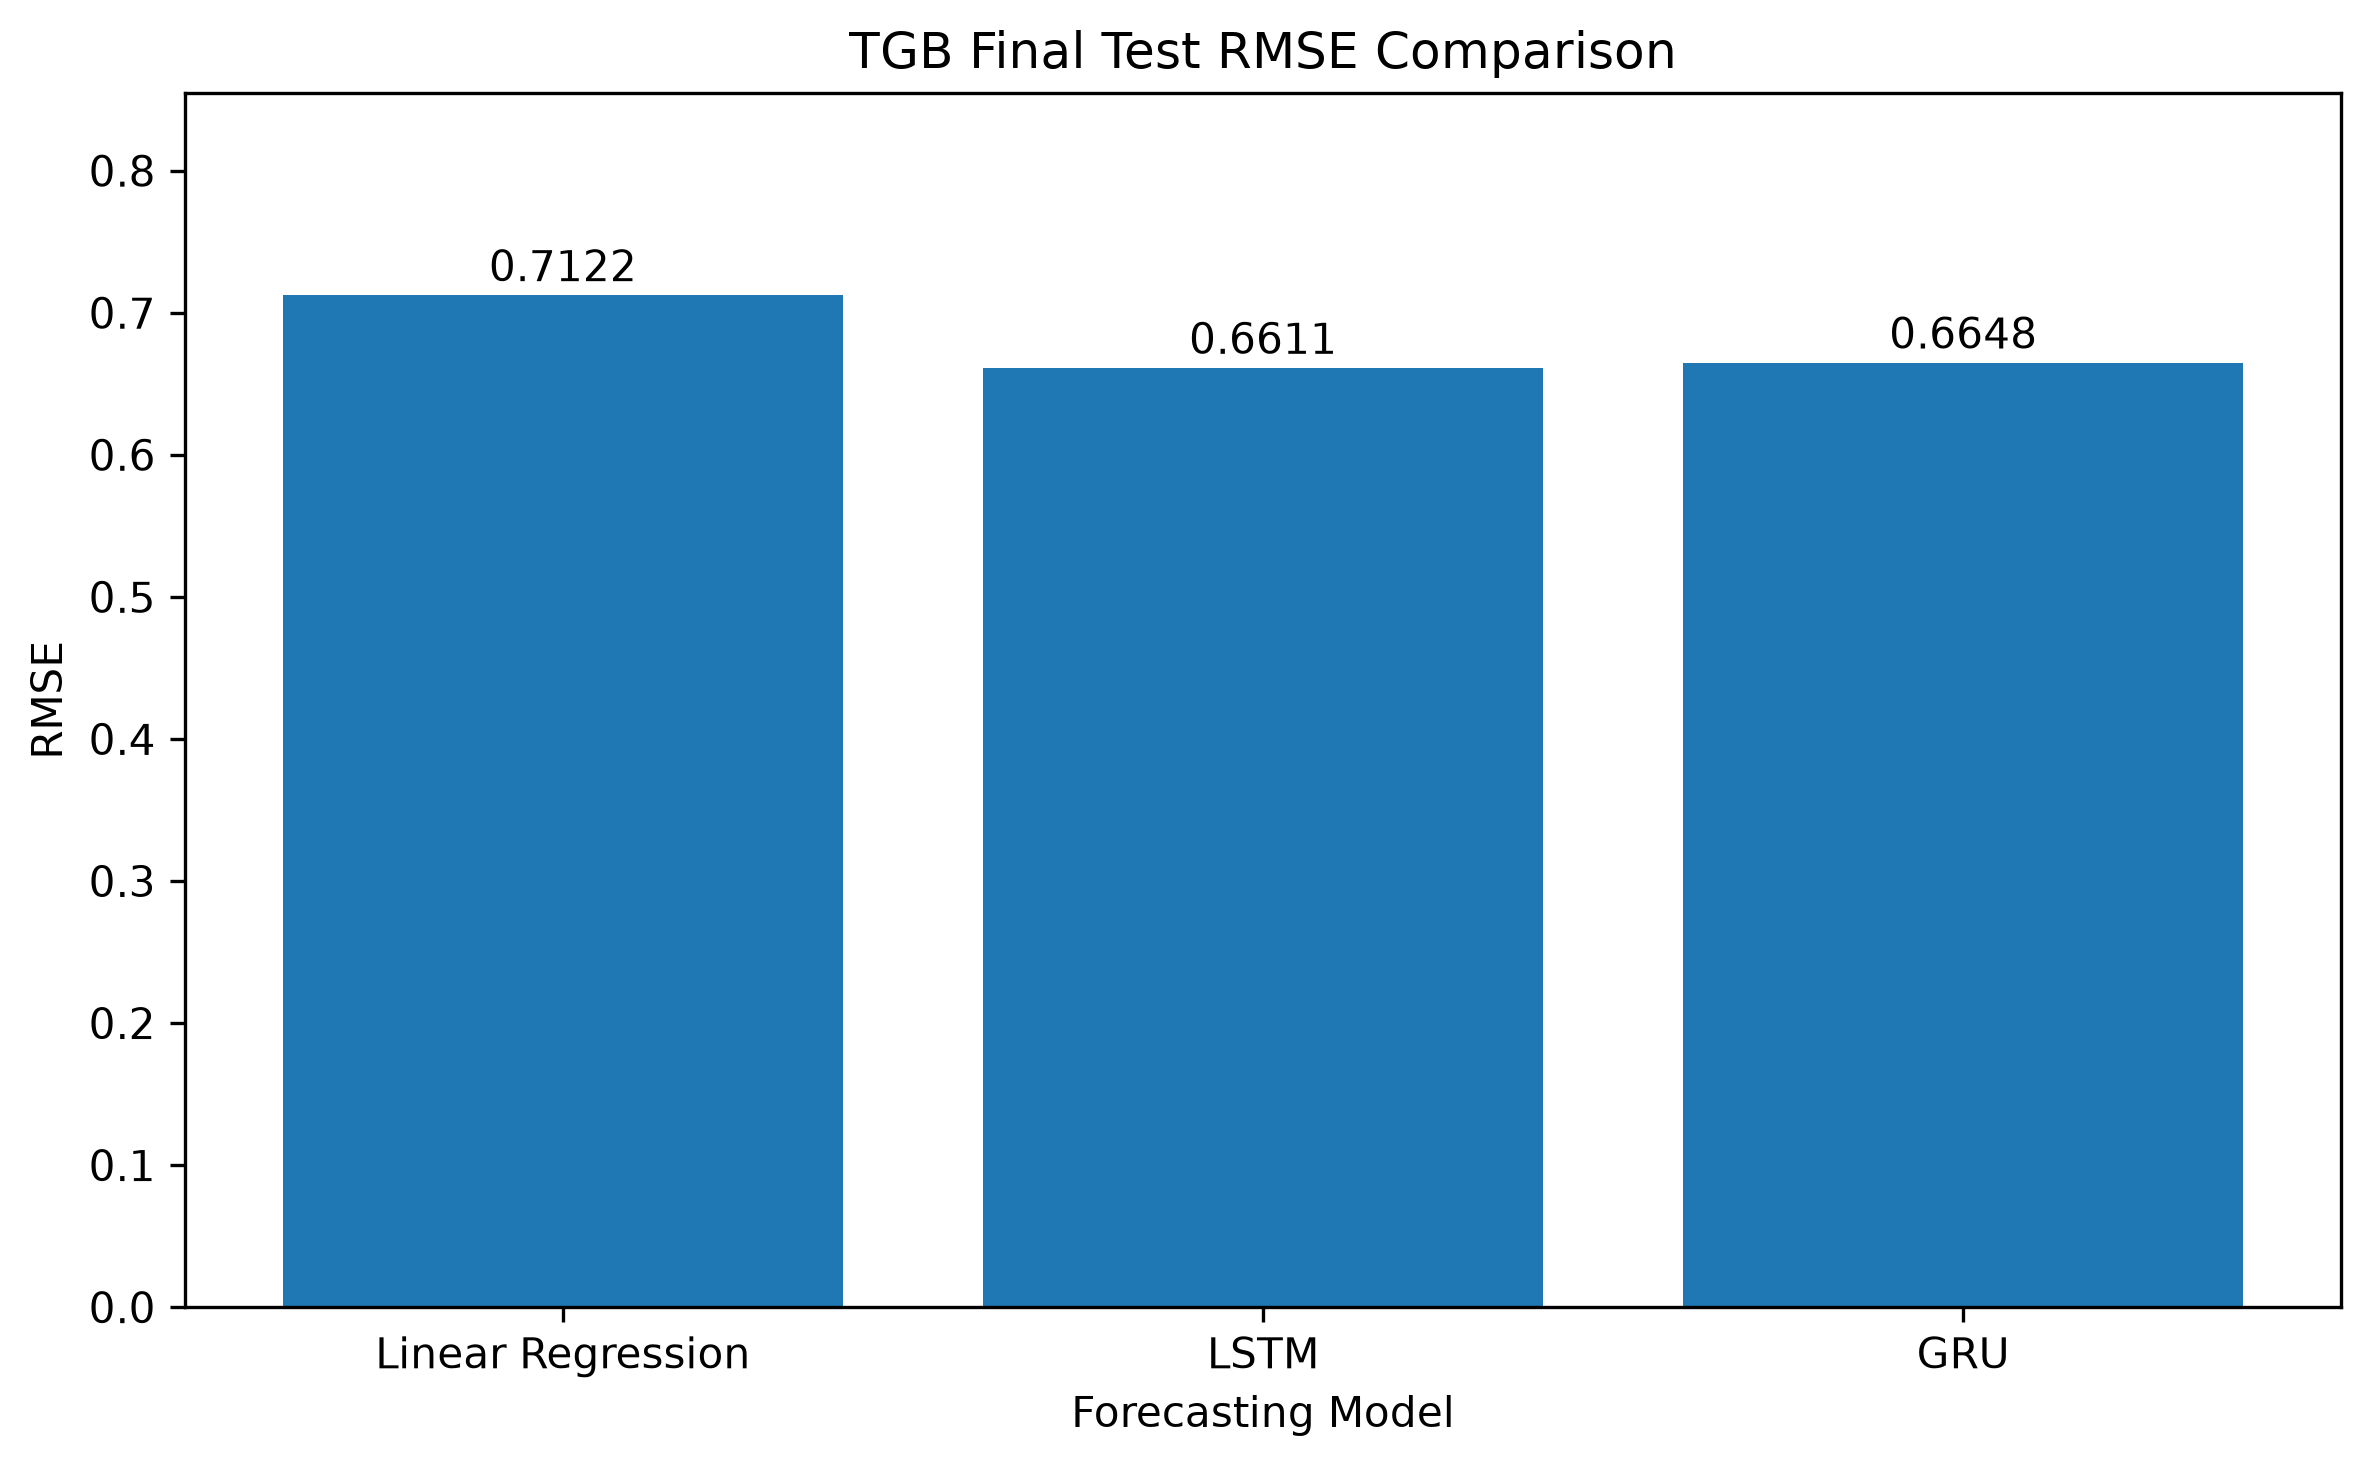 TGB Final Test RMSE Comparison
0.8
0.7
0.6
0.5
0.4
0.3
0.2
0.1
0.0
RMSE
0.7122
0.6611
0.6648
Linear Regression
LSTM
GRU
Forecasting Model